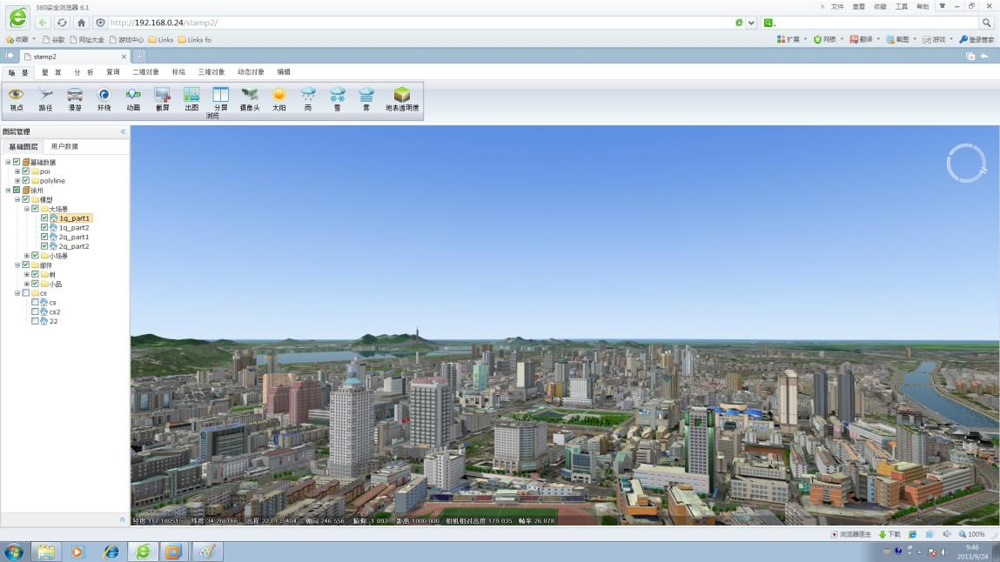 360安全浏览器 6.1
» 文件 查看 收藏 工具 帮助
http://192.168.0.24/stamp2/
收藏 谷歌 网址大全 游戏中心 Links Links fo
扩展 网银 翻译 截图 游戏 登录管家
stamp2
场 景 量 算 分 析 查询 二维对象 标绘 三维对象 动态对象 编辑
视点 路径 漫游 环绕 动画 截屏 出图 分屏 摄像头 太阳 雨 雪 雾 地表透明度
浏览
图层管理 «
基础图层 用户数据
基础数据
poi
polyline
徐州
模型
大场景
1q_part1
1q_part2
2q_part1
2q_part2
小场景
部件
树
小品
cs
cs
cs2
22
N
经度:117.180515 纬度:34.266166 高程:223.135404 朝向:246.556 俯仰:-1.092 距离:1000.000 相机相对高度:179.035 帧率:26.878
浏览器医生 下载 100%
9:46
2013/9/24